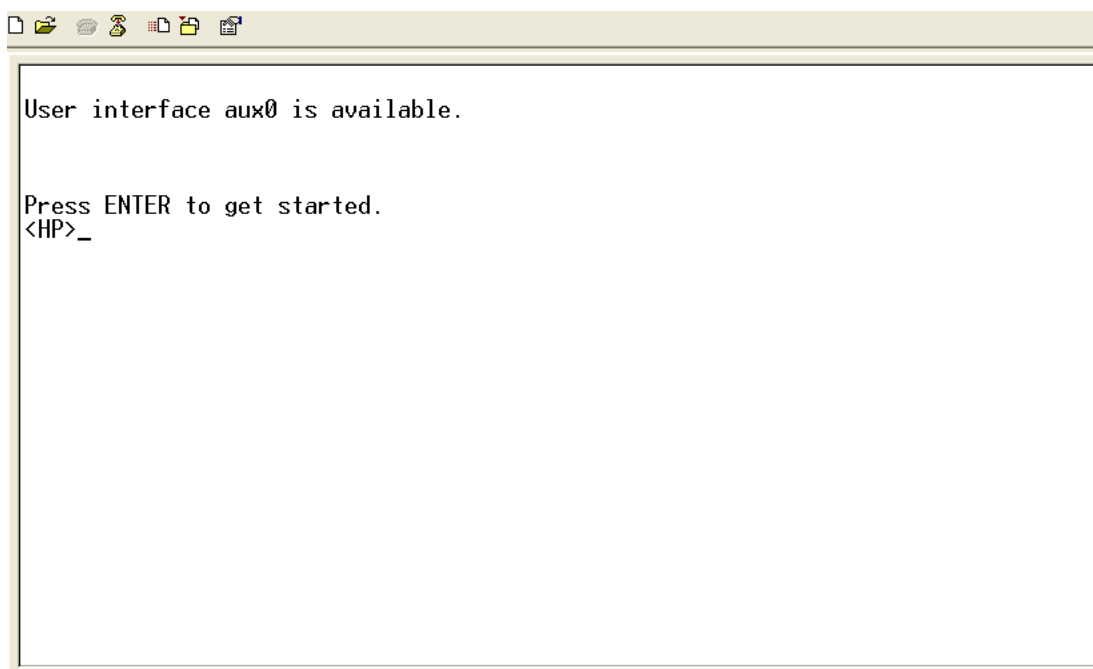 User interface aux0 is available.
Press ENTER to get started.
<HP>_